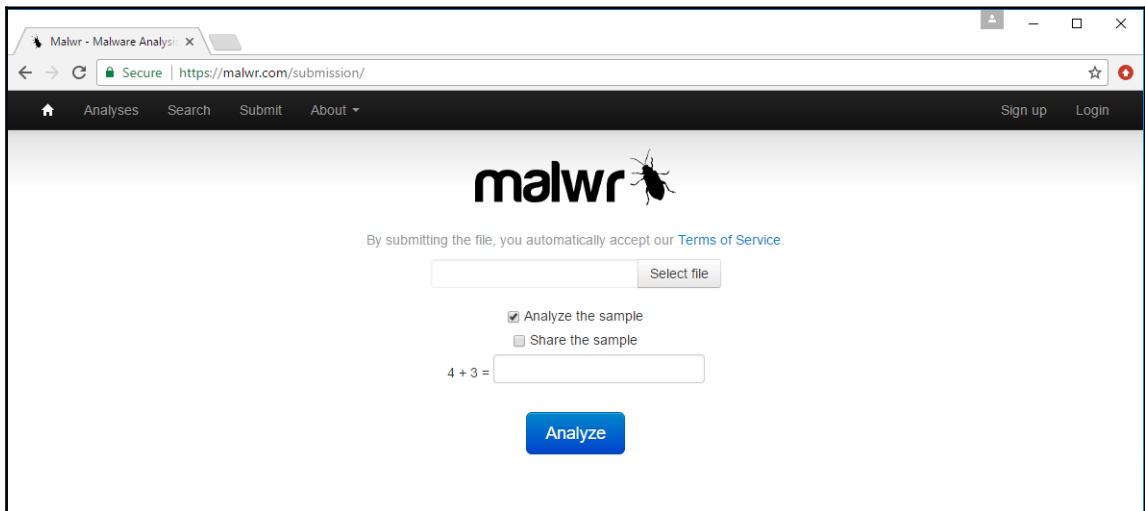 Malwr - Malware Analysi
Secure | https://malwr.com/submission/
Analyses Search Submit About Sign up Login
malwr
By submitting the file, you automatically accept our Terms of Service.
Select file
Analyze the sample
Share the sample
4 + 3 =
Analyze